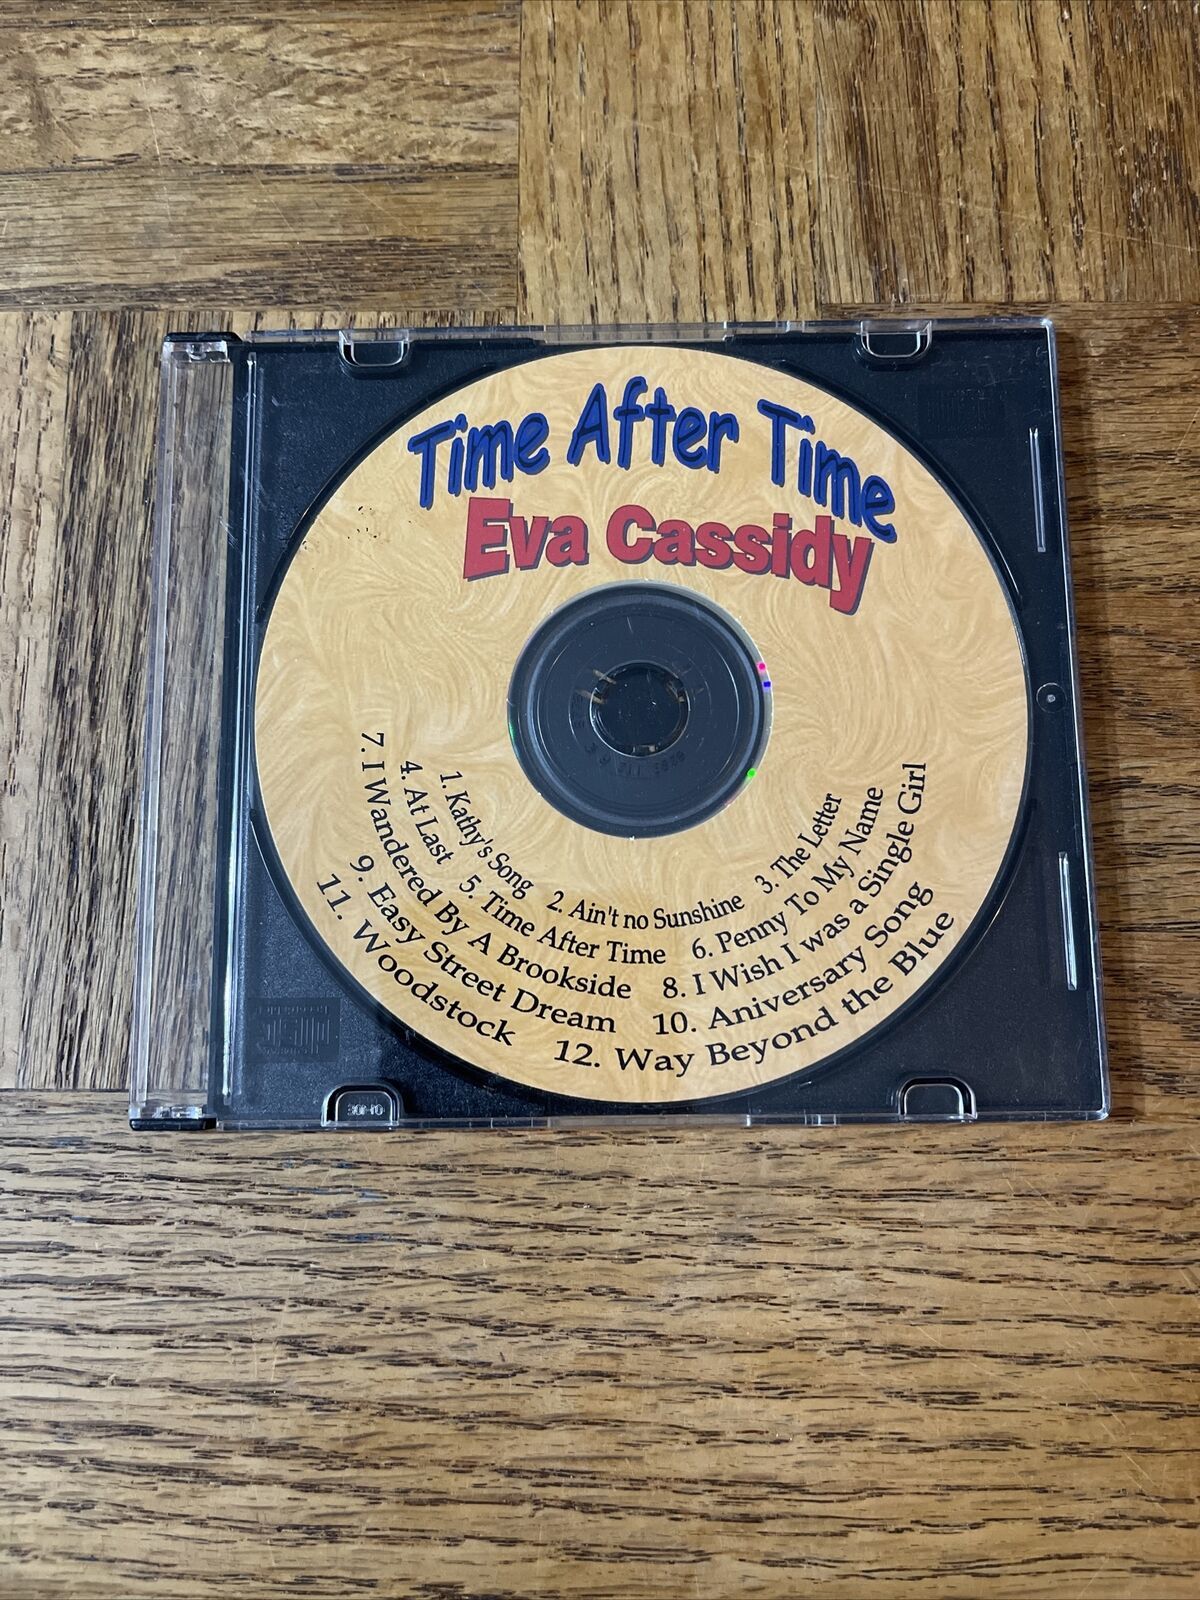 Time After Time
Eva Cassidy
1. Kathy's Song 2. Ain't no Sunshine 3. The Letter
4. At Last 5. Time After Time 6. Penny To My Name
7. I Wandered By A Brookside 8. I Wish I was a Single Girl
9. Easy Street Dream 10. Aniversary Song
11. Woodstock 12. Way Beyond the Blue